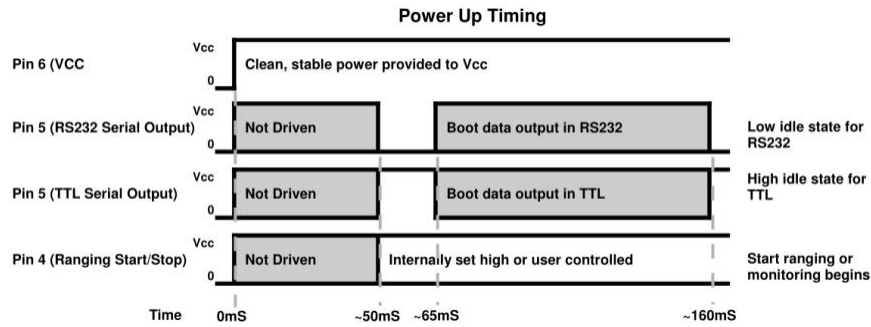 Power Up Timing
Vcc
Pin 6 (VCC
Clean, stable power provided to Vcc
0
Vcc
Pin 5 (RS232 Serial Output)
Not Driven
Boot data output in RS232
Low idle state for
RS232
0
Vcc
Pin 5 (TTL Serial Output)
Not Driven
Boot data output in TTL
High idle state for
TTL
0
Vcc
Pin 4 (Ranging Start/Stop)
Not Driven
Internally set high or user controlled
Start ranging or
monitoring begins
0
Time 0mS ~50mS ~65mS ~160mS